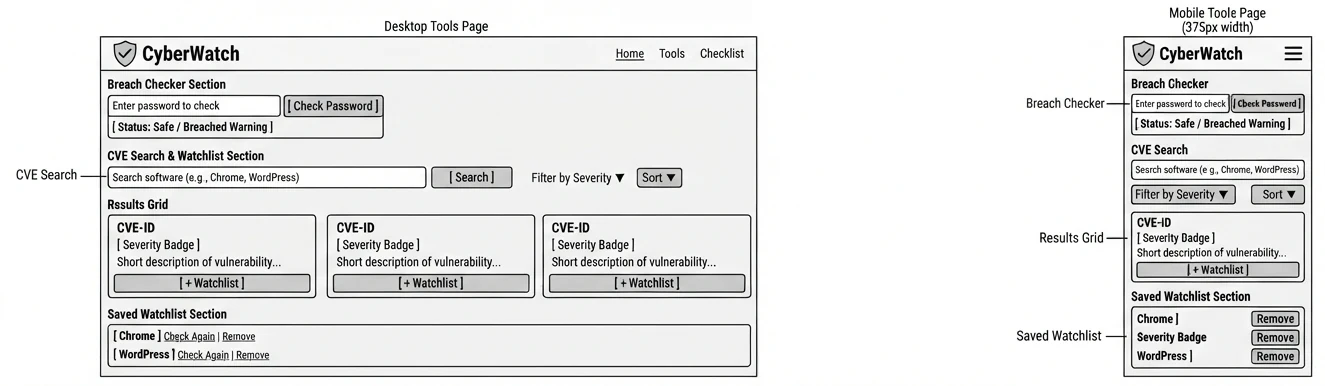 Desktop Tools Page
CyberWatch
Home Tools Checklist
Breach Checker Section
Enter password to check [ Check Password ]
[ Status: Safe / Breached Warning ]
CVE Search & Watchlist Section
CVE Search
Search software (e.g., Chrome, WordPress) [ Search ] Filter by Severity ▼ Sort ▼
Rssults Grid
CVE-ID
[ Severity Badge ]
Short description of vulnerability...
[ + Watchlist ]
CVE-ID
[ Severity Badge ]
Short description of vulnerability...
[ + Watchlist ]
CVE-ID
[ Severity Badge ]
Short description of vulnerability...
[ + Watchlist ]
Saved Watchlist Section
[ Chrome ] Check Again | Remove
[ WordPress ] Check Again | Remove
Mobile Toole Page
(375px width)
CyberWatch
Breach Checker
Breach Checker
Enter password to check [ Check Passwerd ]
[ Status: Safe / Breached Warning ]
CVE Search
Sesrch software (e g., Chrome, WordPress)
Fifter by Severity ▼ Sort ▼
Results Grid
CVE-ID
[ Severity Dadge ]
Short description of vulnerability...
[ + Watchlist ]
Saved Watchlist Section
Saved Watchlist
Chrome ] Remove
Severity Badge Remove
WordPress ] Remove